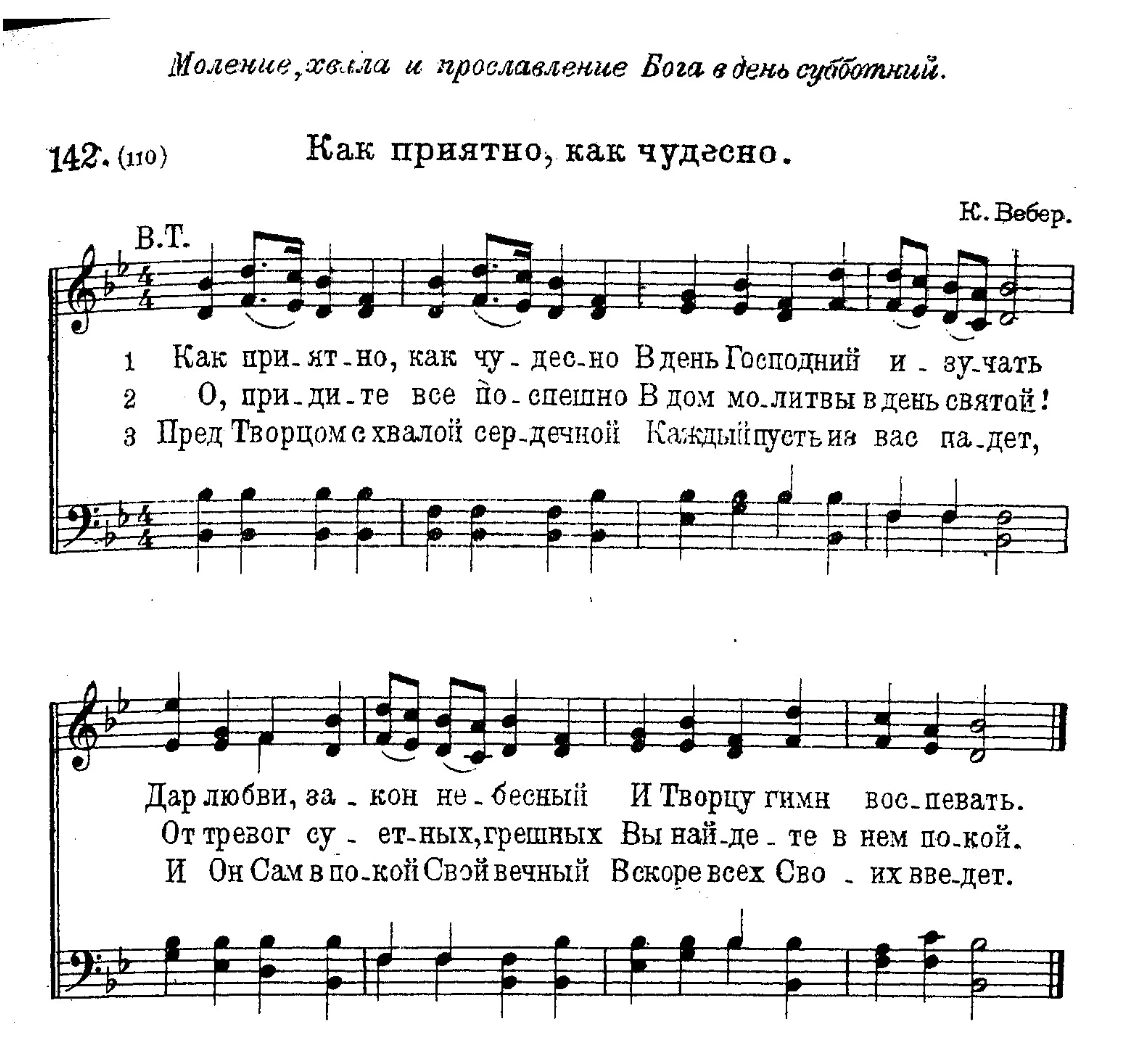 Моление, хвала и прославление Бога в день субботний.
142. (110) Как приятно, как чудесно.
К. Вебер.
В.Т.
4 4
1 Как при-ят-но, как чу-дес-но В день Господний и-зу-чать
2 О, при-ди-те все по-спешно В дом мо-литвы в день святой!
3 Пред Творцом с хвалой сер-дечной Каждый пусть из вас па-дет,
4 4
Дар любви, за-кон не-бесный И Творцу гимн вос-певать.
От тревог су-ет-ных, грешных Вы най-де-те в нем по-кой.
И Он Сам в по-кой Свой вечный Вскоре всех Сво-их вве-дет.